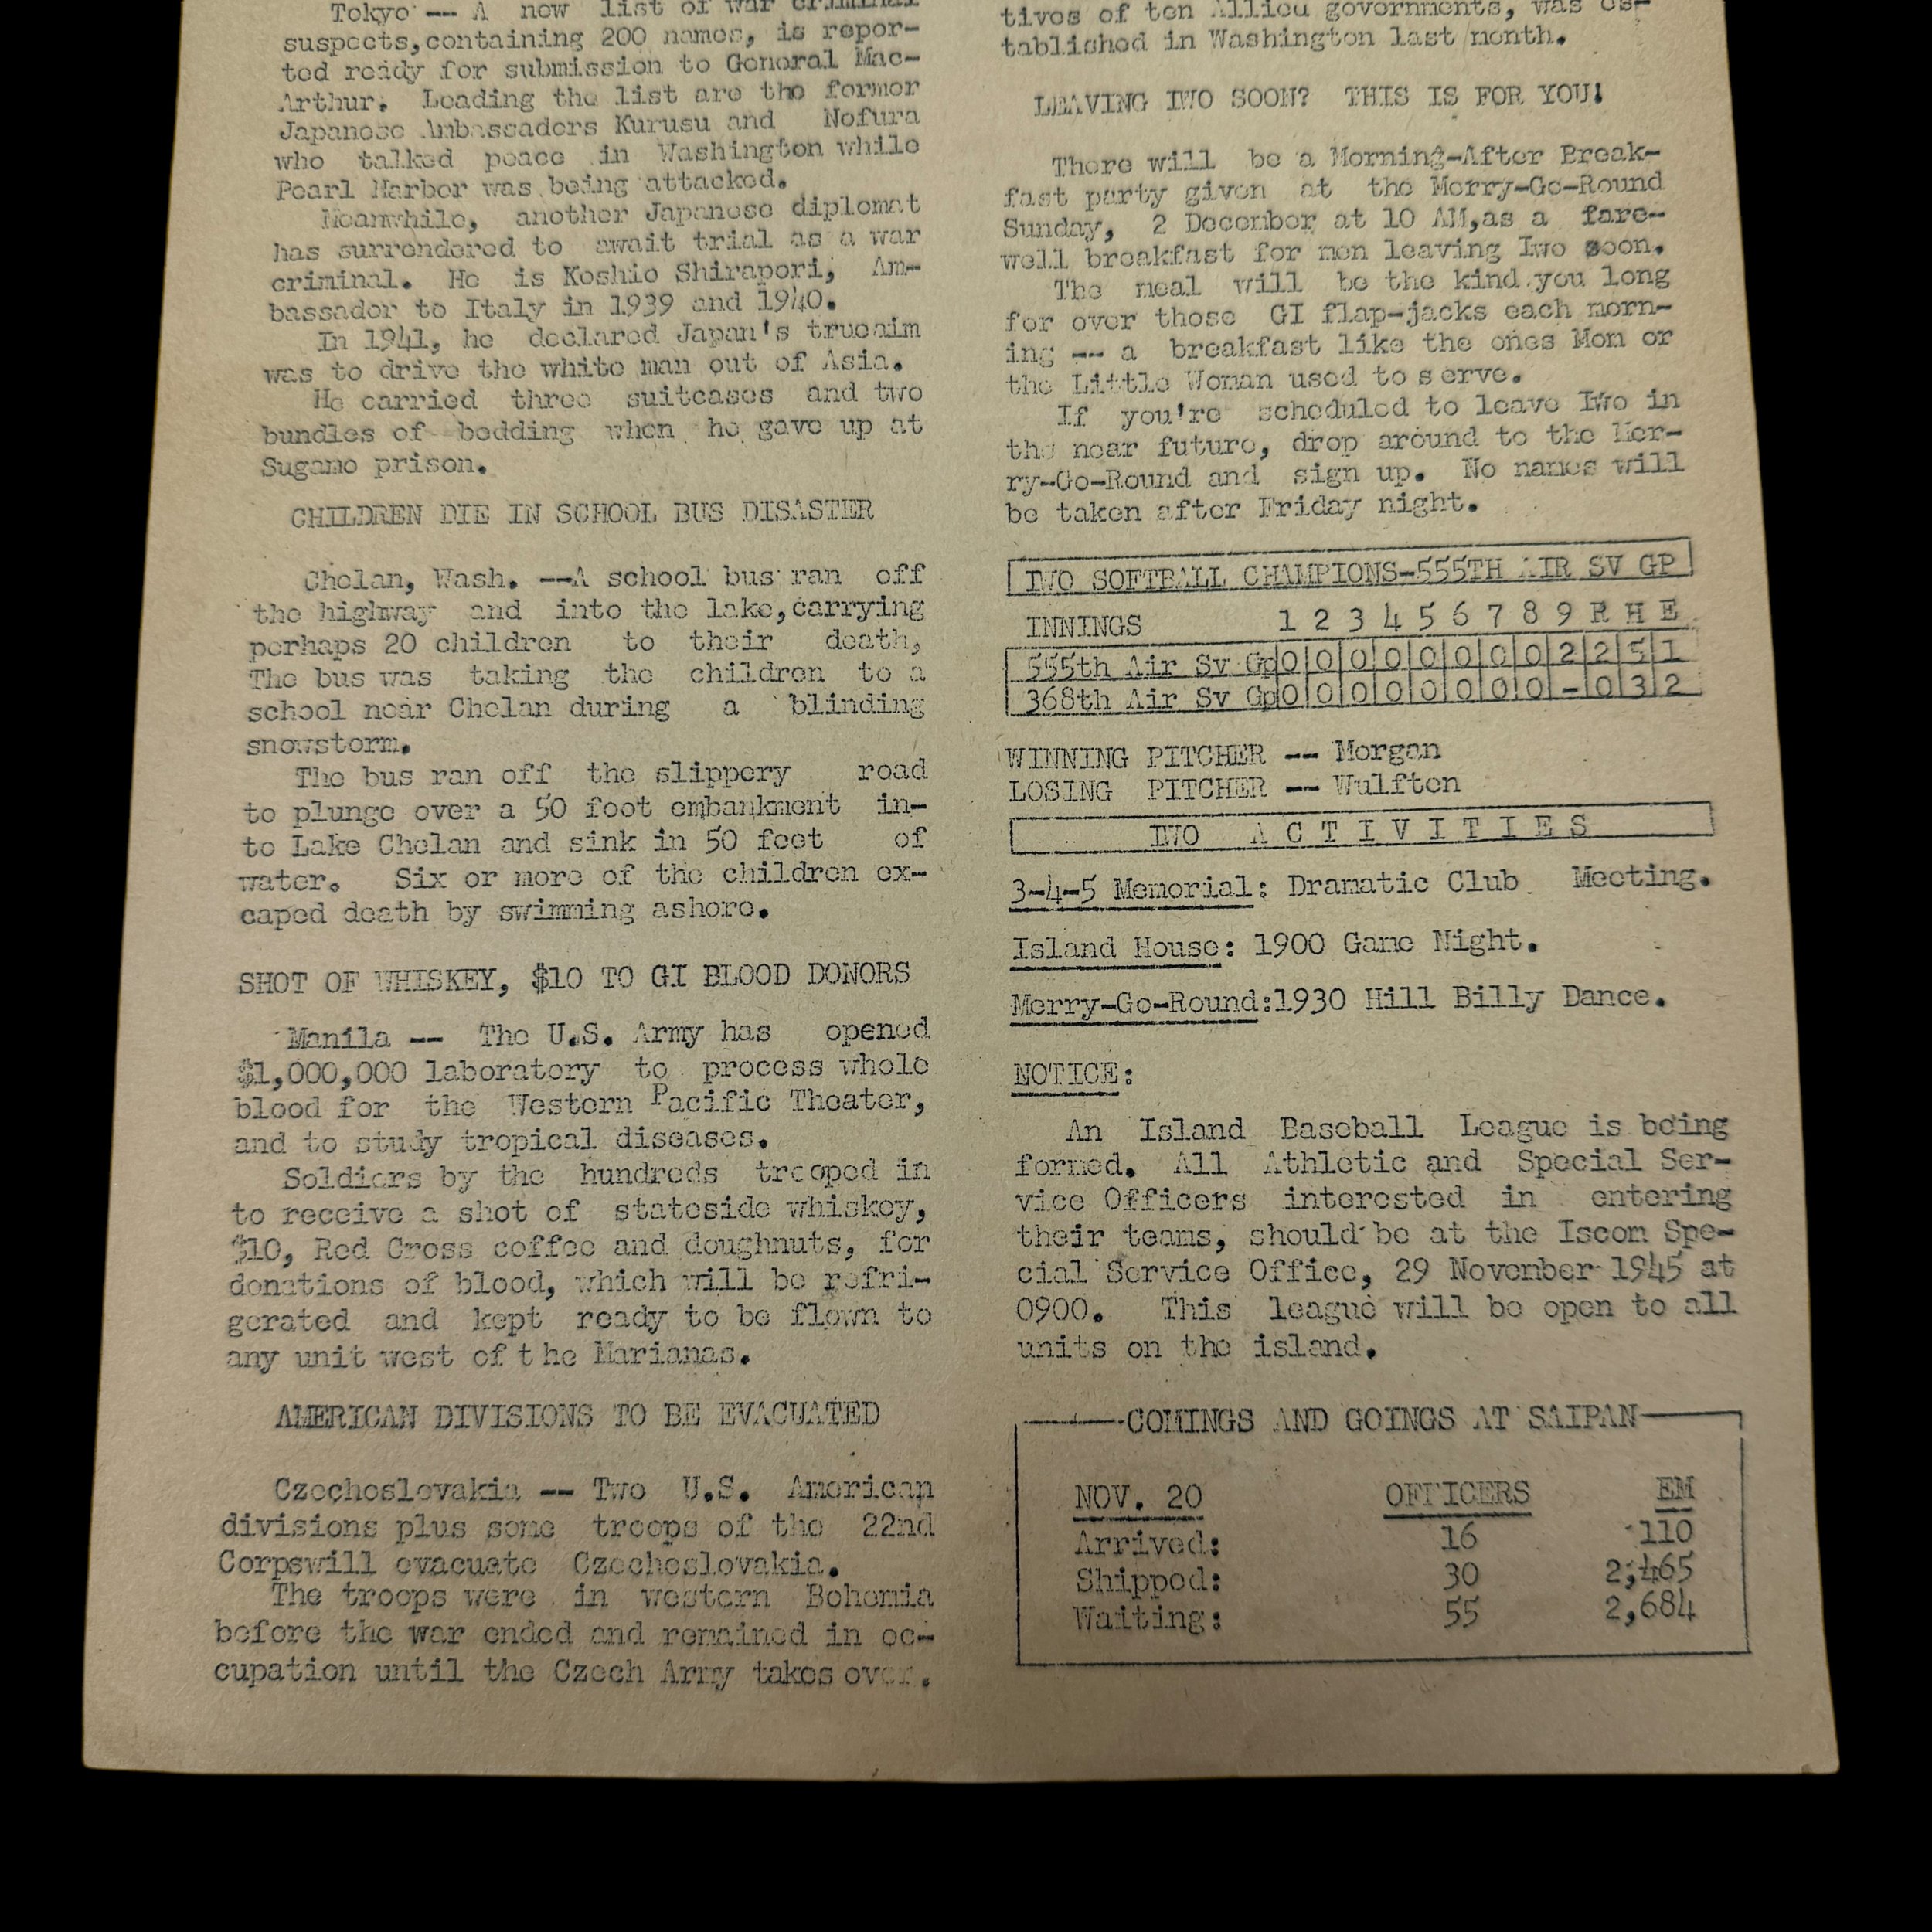 Tokyo -- A new list of war criminal
suspects,containing 200 names, is repor-
ted ready for submission to General Mac-
Arthur. Leading the list are the former
Japanese Ambassadors Kurusu and Nofura
who talked peace in Washington while
Pearl Harbor was being attacked.
Meanwhile, another Japanese diplomat
has surrendered to await trial as a war
criminal. He is Koshio Shirapori, Am-
bassador to Italy in 1939 and 1940.
In 1941, he declared Japan's trueaim
was to drive the white man out of Asia.
He carried three suitcases and two
bundles of bedding when he gave up at
Sugamo prison.
CHILDREN DIE IN SCHOOL BUS DISASTER
Chelan, Wash. --A school bus ran off
the highway and into the lake,carrying
perhaps 20 children to their death,
The bus was taking the children to a
school near Chelan during a blinding
snowstorm.
The bus ran off the slippery road
to plunge over a 50 foot embankment in-
to Lake Chelan and sink in 50 feet of
water. Six or more of the children ex-
caped death by swimming ashore.
SHOT OF WHISKEY, $10 TO GI BLOOD DONORS
Manila -- The U.S. Army has opened
$1,000,000 laboratory to process whole
blood for the Western Pacific Theater,
and to study tropical diseases.
Soldiers by the hundreds trooped in
to receive a shot of stateside whiskey,
$10, Red Cross coffee and doughnuts, for
donations of blood, which will be refri-
gerated and kept ready to be flown to
any unit west of t he Marianas.
AMERICAN DIVISIONS TO BE EVACUATED
Czechoslovakia -- Two U.S. American
divisions plus some troops of the 22nd
Corpswill evacuate Czechoslovakia.
The troops were in western Bohemia
before the war ended and remained in oc-
cupation until the Czech Army takes over.
tives of ten Allied governments, was es-
tablished in Washington last month.
LEAVING IWO SOON? THIS IS FOR YOU!
There will be a Morning-After Break-
fast party given at the Merry-Go-Round
Sunday, 2 December at 10 AM,as a fare-
well breakfast for men leaving Iwo soon.
The meal will be the kind you long
for over those GI flap-jacks each morn-
ing -- a breakfast like the ones Mom or
the Little Woman used to s erve.
If you're scheduled to leave Iwo in
the near future, drop around to the Mer-
ry-Go-Round and sign up. No names will
be taken after Friday night.
IWO SOFTBALL CHAMPIONS-555TH AIR SV GP
INNINGS 1 2 3 4 5 6 7 8 9 R H E
555th Air Sv Gp 0 0 0 0 0 0 0 0 2 2 5 1
368th Air Sv Gp 0 0 0 0 0 0 0 0 - 0 3 2
WINNING PITCHER -- Morgan
LOSING PITCHER -- Wulften
IWO A C T I V I T I E S
3-4-5 Memorial: Dramatic Club Meeting.
Island House: 1900 Game Night.
Merry-Go-Round:1930 Hill Billy Dance.
NOTICE:
An Island Baseball League is being
formed. All Athletic and Special Ser-
vice Officers interested in entering
their teams, should be at the Iscom Spe-
cial Service Office, 29 November 1945 at
0900. This league will be open to all
units on the island.
COMINGS AND GOINGS AT SAIPAN
NOV. 20 OFFICERS EM
Arrived: 16 110
Shipped: 30 2,465
Waiting: 55 2,684